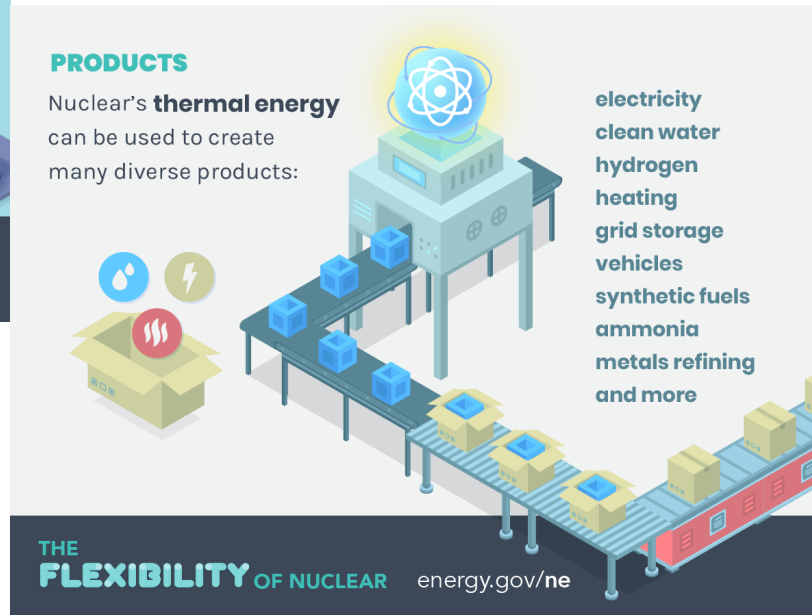 PRODUCTS
Nuclear's thermal energy
can be used to create
many diverse products:
electricity
clean water
hydrogen
heating
grid storage
vehicles
synthetic fuels
ammonia
metals refining
and more
THE
FLEXIBILITY OF NUCLEAR
energy.gov/ne